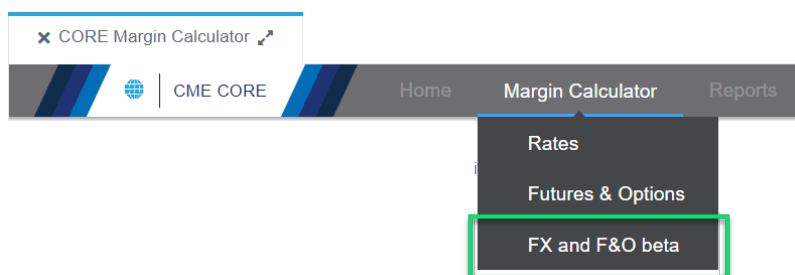 CORE Margin Calculator
CME CORE Home Margin Calculator Reports
Rates
i
Futures & Options
FX and F&O beta